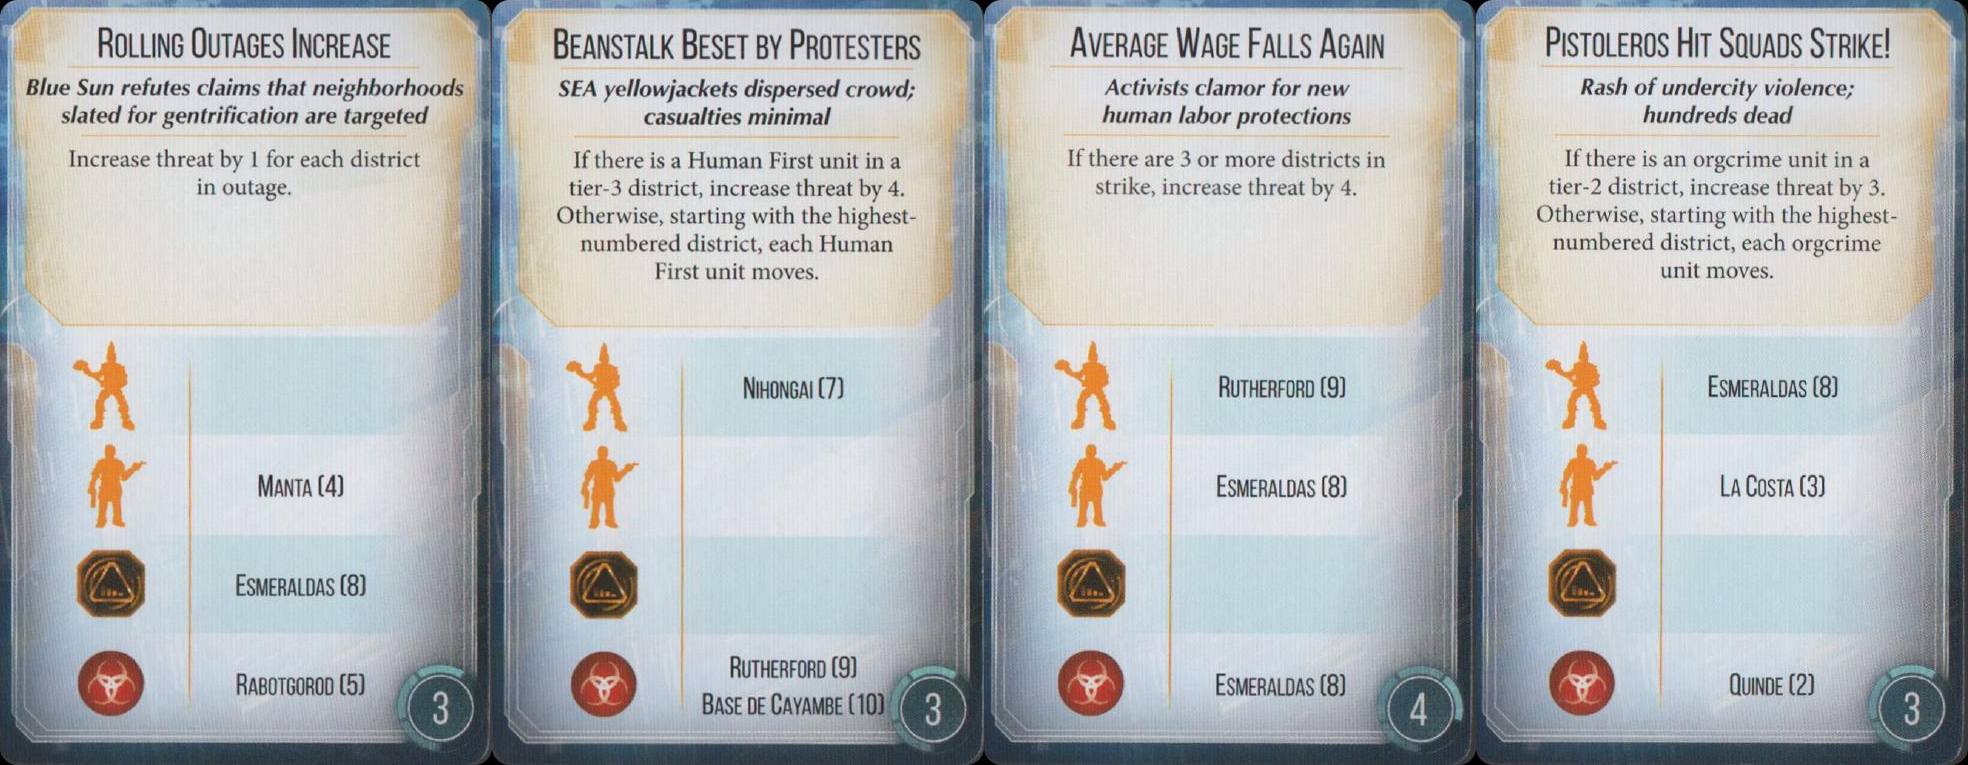 ROLLING OUTAGES INCREASE
Blue Sun refutes claims that neighborhoods
slated for gentrification are targeted
Increase threat by 1 for each district
in outage.
MANTA (4)
ESMERALDAS (8)
RABOTGOROD (5)
3
BEANSTALK BESET BY PROTESTERS
SEA yellowjackets dispersed crowd;
casualties minimal
If there is a Human First unit in a
tier-3 district, increase threat by 4.
Otherwise, starting with the highest-
numbered district, each Human
First unit moves.
NIHONGAI (7)
RUTHERFORD (9)
BASE DE CAYAMBE (10)
3
AVERAGE WAGE FALLS AGAIN
Activists clamor for new
human labor protections
If there are 3 or more districts in
strike, increase threat by 4.
RUTHERFORD (9)
ESMERALDAS (8)
ESMERALDAS (8)
4
PISTOLEROS HIT SQUADS STRIKE!
Rash of undercity violence;
hundreds dead
If there is an orgcrime unit in a
tier-2 district, increase threat by 3.
Otherwise, starting with the highest-
numbered district, each orgcrime
unit moves.
ESMERALDAS (8)
LA COSTA (3)
QUINDE (2)
3